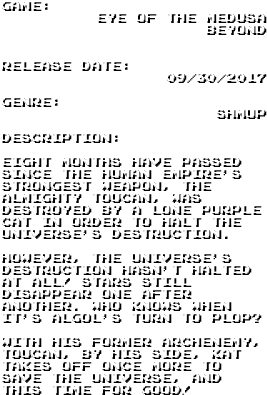 GAME:
EYE OF THE MEDUSA
BEYOND
RELEASE DATE:
09/30/2017
GENRE:
SHMUP
DESCRIPTION:
EIGHT MONTHS HAVE PASSED
SINCE THE HUMAN EMPIRE'S
STRONGEST WEAPON, THE
ALMIGHTY TOUCAN, WAS
DESTROYED BY A LONE PURPLE
CAT IN ORDER TO HALT THE
UNIVERSE'S DESTRUCTION.
HOWEVER, THE UNIVERSE'S
DESTRUCTION HASN'T HALTED
AT ALL! STARS STILL
DISAPPEAR ONE AFTER
ANOTHER. WHO KNOWS WHEN
IT'S ALGOL'S TURN TO PLOP?
WITH HIS FORMER ARCHENEMY,
TOUCAN, BY HIS SIDE, KAT
TAKES OFF ONCE MORE TO
SAVE THE UNIVERSE, AND
THIS TIME FOR GOOD!